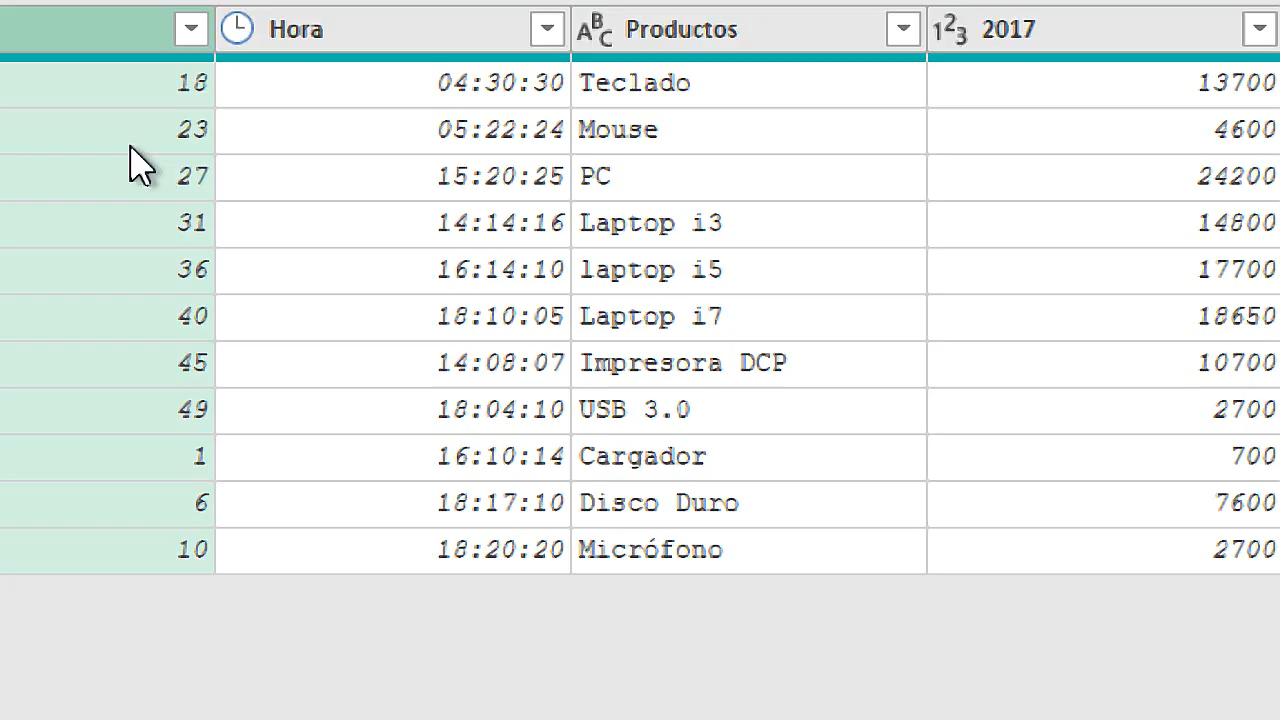 Hora Productos 2017
18 04:30:30 Teclado 13700
23 05:22:24 Mouse 4600
27 15:20:25 PC 24200
31 14:14:16 Laptop i3 14800
36 16:14:10 laptop i5 17700
40 18:10:05 Laptop i7 18650
45 14:08:07 Impresora DCP 10700
49 18:04:10 USB 3.0 2700
1 16:10:14 Cargador 700
6 18:17:10 Disco Duro 7600
10 18:20:20 Micrófono 2700